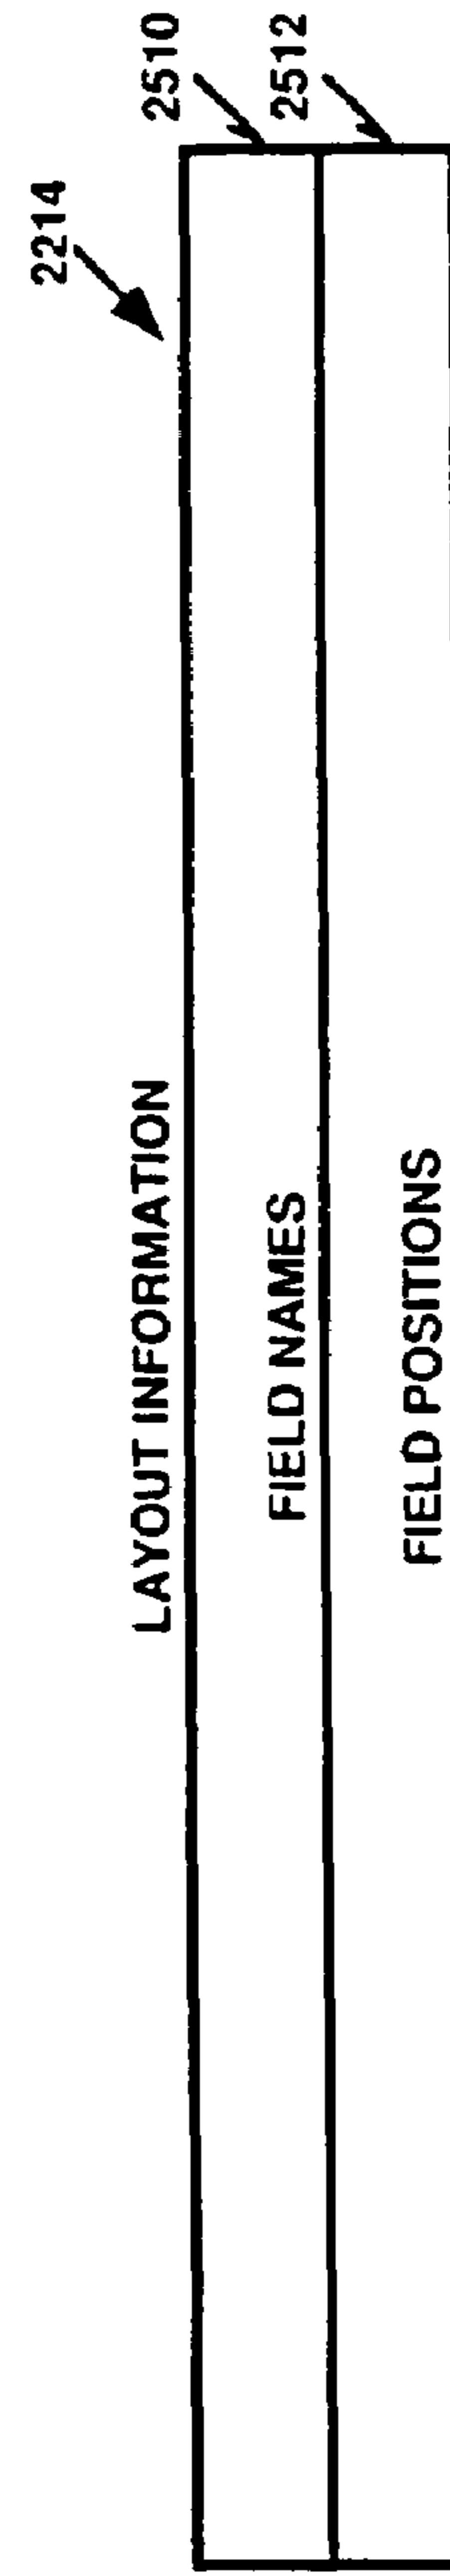 2214
LAYOUT INFORMATION
2510
FIELD NAMES
2512
FIELD POSITIONS